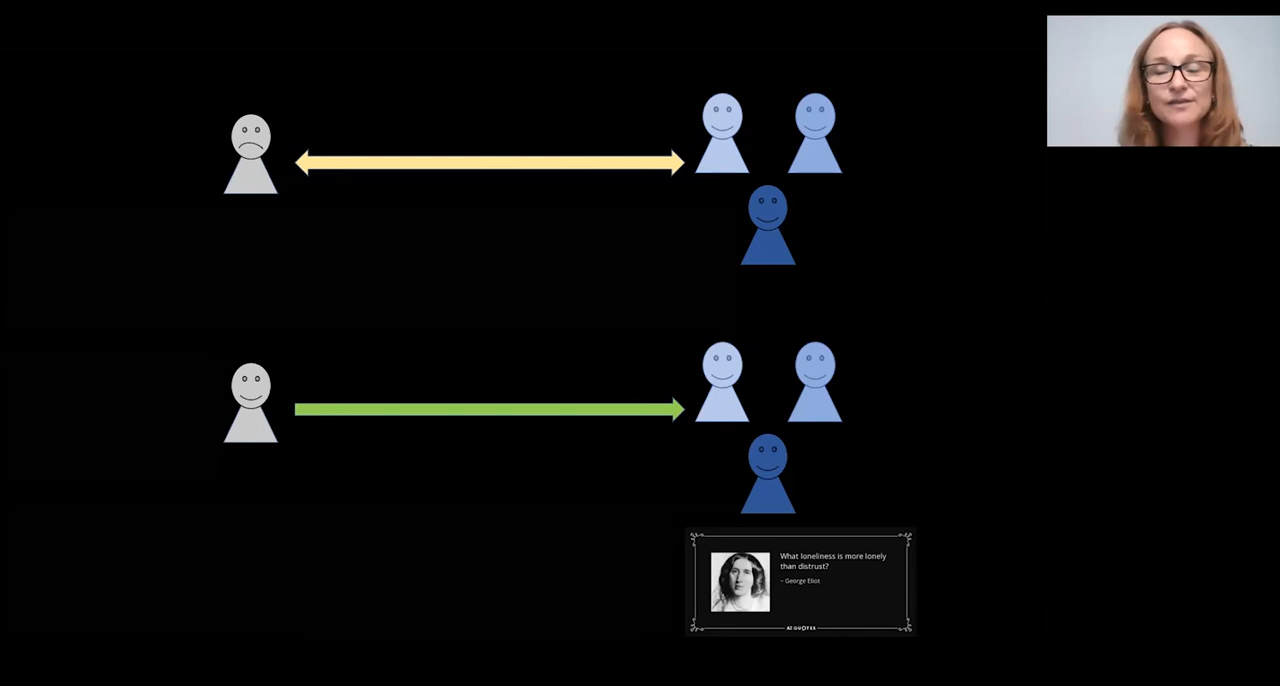 What loneliness is more lonely
than distrust?
– George Eliot
AZ QUOTES